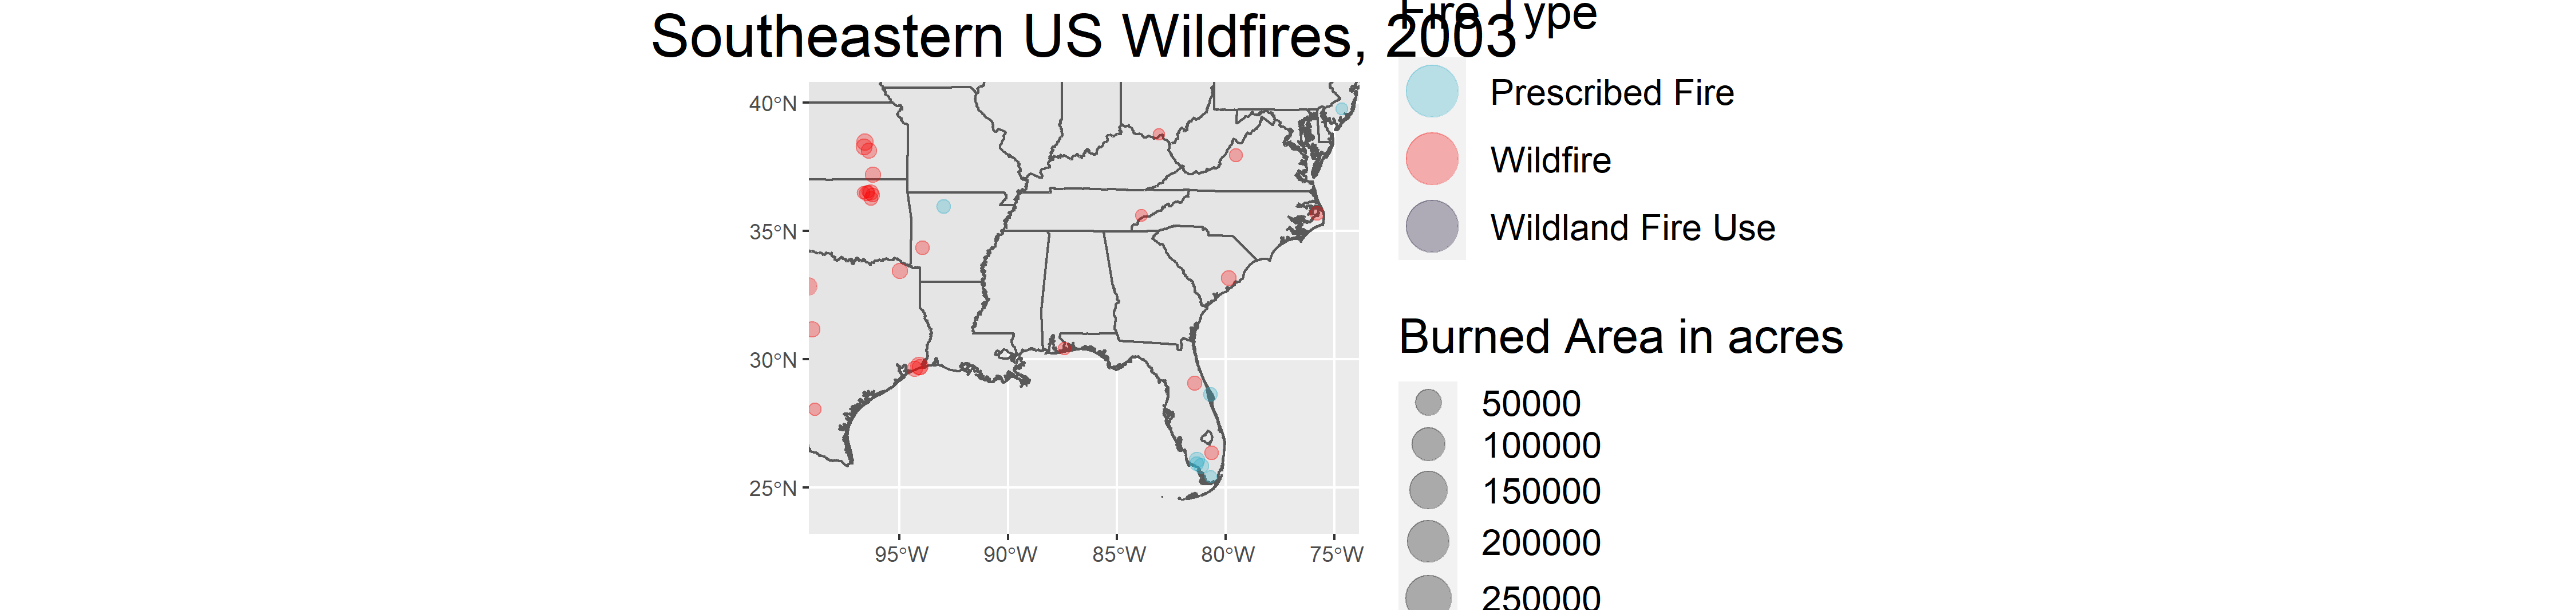 Southeastern US Wildfires, 2003
40°N
35°N
30°N
25°N
95°W
90°W
85°W
80°W
75°W
Fire Type
Prescribed Fire
Wildfire
Wildland Fire Use
Burned Area in acres
50000
100000
150000
200000
250000